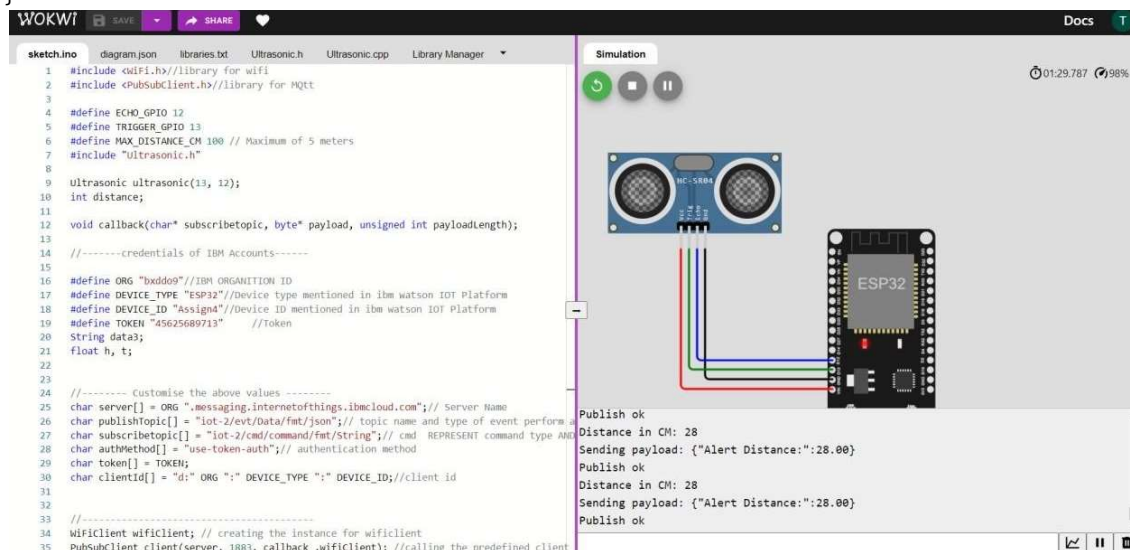 WOKWI SAVE SHARE Docs T
sketch.ino diagram.json libraries.txt Ultrasonic.h Ultrasonic.cpp Library Manager
1 #include <WiFi.h>//library for wifi
2 #include <PubSubClient.h>//library for MQtt
3
4 #define ECHO_GPIO 12
5 #define TRIGGER_GPIO 13
6 #define MAX_DISTANCE_CM 100 // Maximum of 5 meters
7 #include "Ultrasonic.h"
8
9 Ultrasonic ultrasonic(13, 12);
10 int distance;
11
12 void callback(char* subscribetopic, byte* payload, unsigned int payloadLength);
13
14 //-------credentials of IBM Accounts------
15
16 #define ORG "bxddo9"//IBM ORGANITION ID
17 #define DEVICE_TYPE "ESP32"//Device type mentioned in ibm watson IOT Platform
18 #define DEVICE_ID "Assign4"//Device ID mentioned in ibm watson IOT Platform
19 #define TOKEN "45625689713" //Token
20 String data3;
21 float h, t;
22
23
24 //-------- Customise the above values --------
25 char server[] = ORG ".messaging.internetofthings.ibmcloud.com";// Server Name
26 char publishTopic[] = "iot-2/evt/Data/fmt/json";// topic name and type of event perform a
27 char subscribetopic[] = "iot-2/cmd/command/fmt/String";// cmd REPRESENT command type AND
28 char authMethod[] = "use-token-auth";// authentication method
29 char token[] = TOKEN;
30 char clientId[] = "d:" ORG ":" DEVICE_TYPE ":" DEVICE_ID;//client id
31
32
33 //-----------------------------------------
34 WiFiClient wifiClient; // creating the instance for wificlient
35 PubSubClient client(server, 1883, callback ,wifiClient); //calling the predefined client
Simulation
01:29.787 98%
HC-SR04
Vcc
Trig
Echo
Gnd
ESP32
Publish ok
Distance in CM: 28
Sending payload: {"Alert Distance:":28.00}
Publish ok
Distance in CM: 28
Sending payload: {"Alert Distance:":28.00}
Publish ok